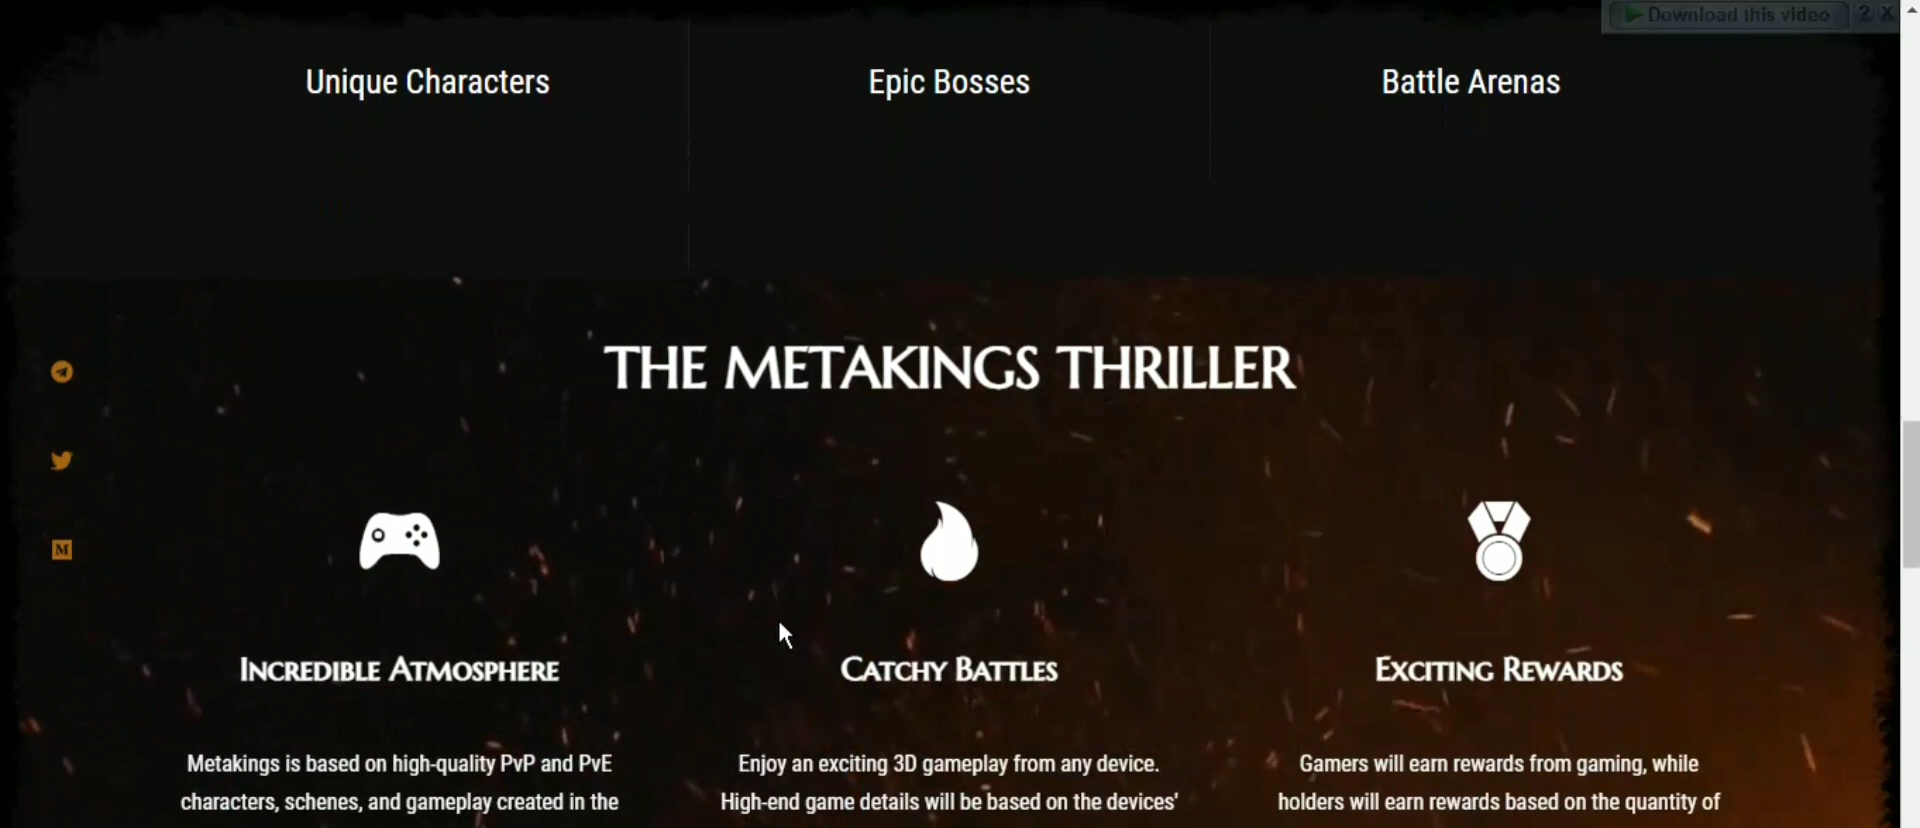 Download this video ? X
Unique Characters
Epic Bosses
Battle Arenas
THE METAKINGS THRILLER
M
INCREDIBLE ATMOSPHERE
CATCHY BATTLES
EXCITING REWARDS
Metakings is based on high-quality PvP and PvE
characters, schenes, and gameplay created in the
Enjoy an exciting 3D gameplay from any device.
High-end game details will be based on the devices'
Gamers will earn rewards from gaming, while
holders will earn rewards based on the quantity of